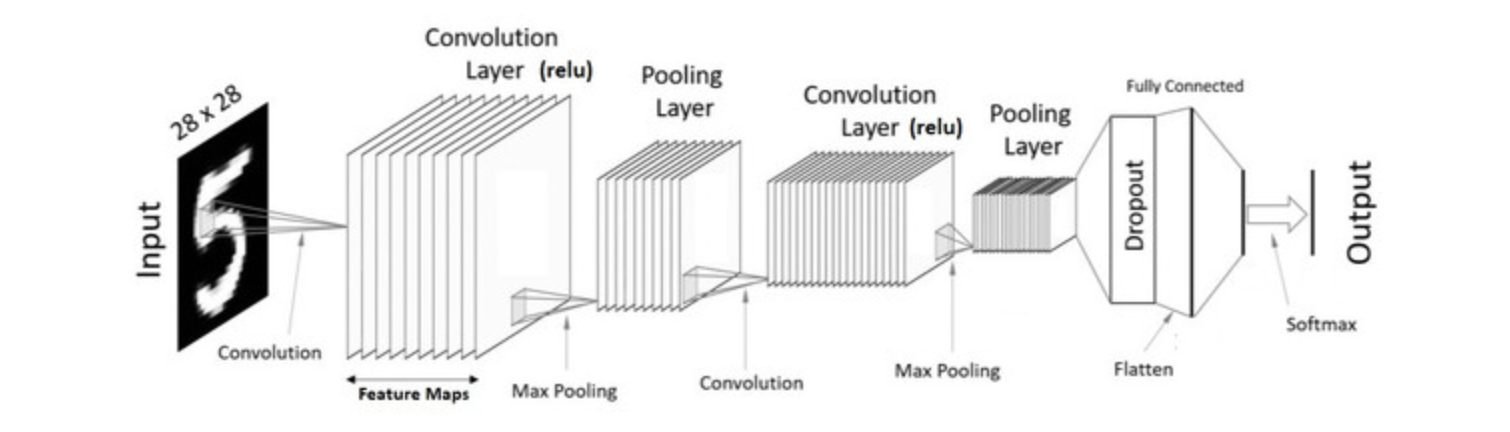 Input
28 x 28
Convolution
Convolution
Layer (relu)
Feature Maps
Max Pooling
Pooling
Layer
Convolution
Convolution
Layer (relu)
Max Pooling
Pooling
Layer
Dropout
Flatten
Fully Connected
Softmax
Output